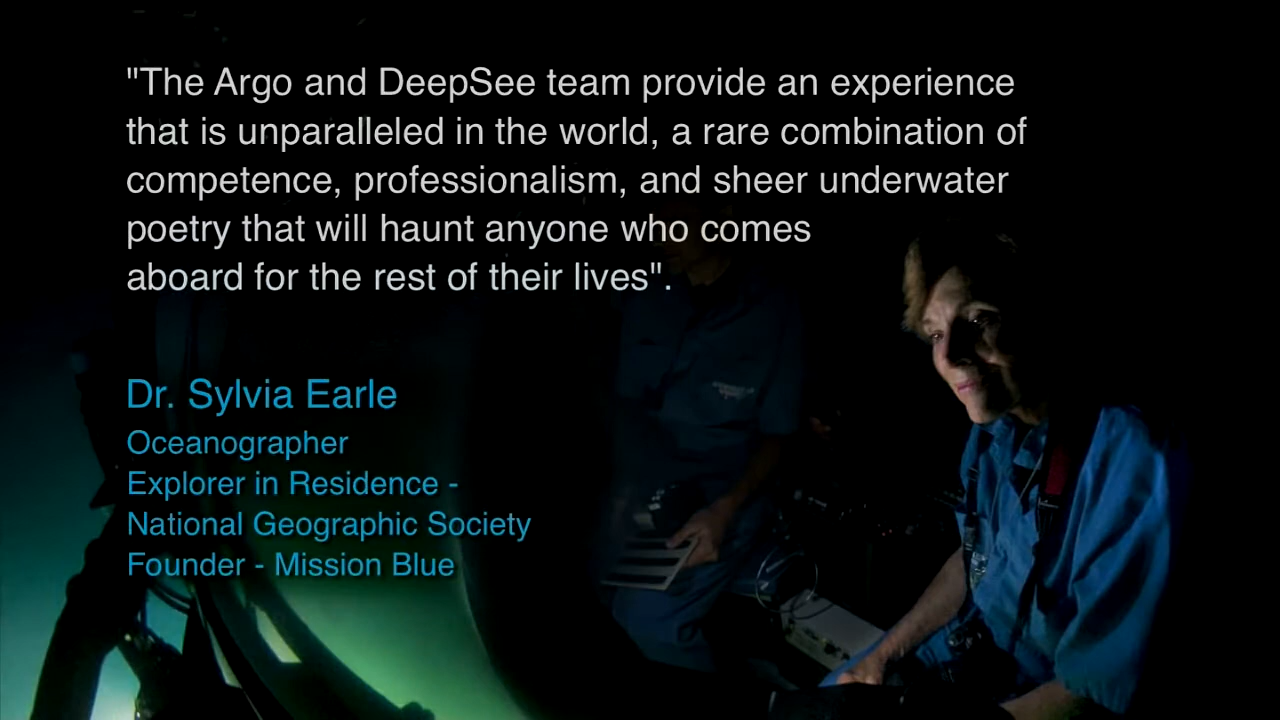 "The Argo and DeepSee team provide an experience
that is unparalleled in the world, a rare combination of
competence, professionalism, and sheer underwater
poetry that will haunt anyone who comes
aboard for the rest of their lives".
Dr. Sylvia Earle
Oceanographer
Explorer in Residence -
National Geographic Society
Founder - Mission Blue